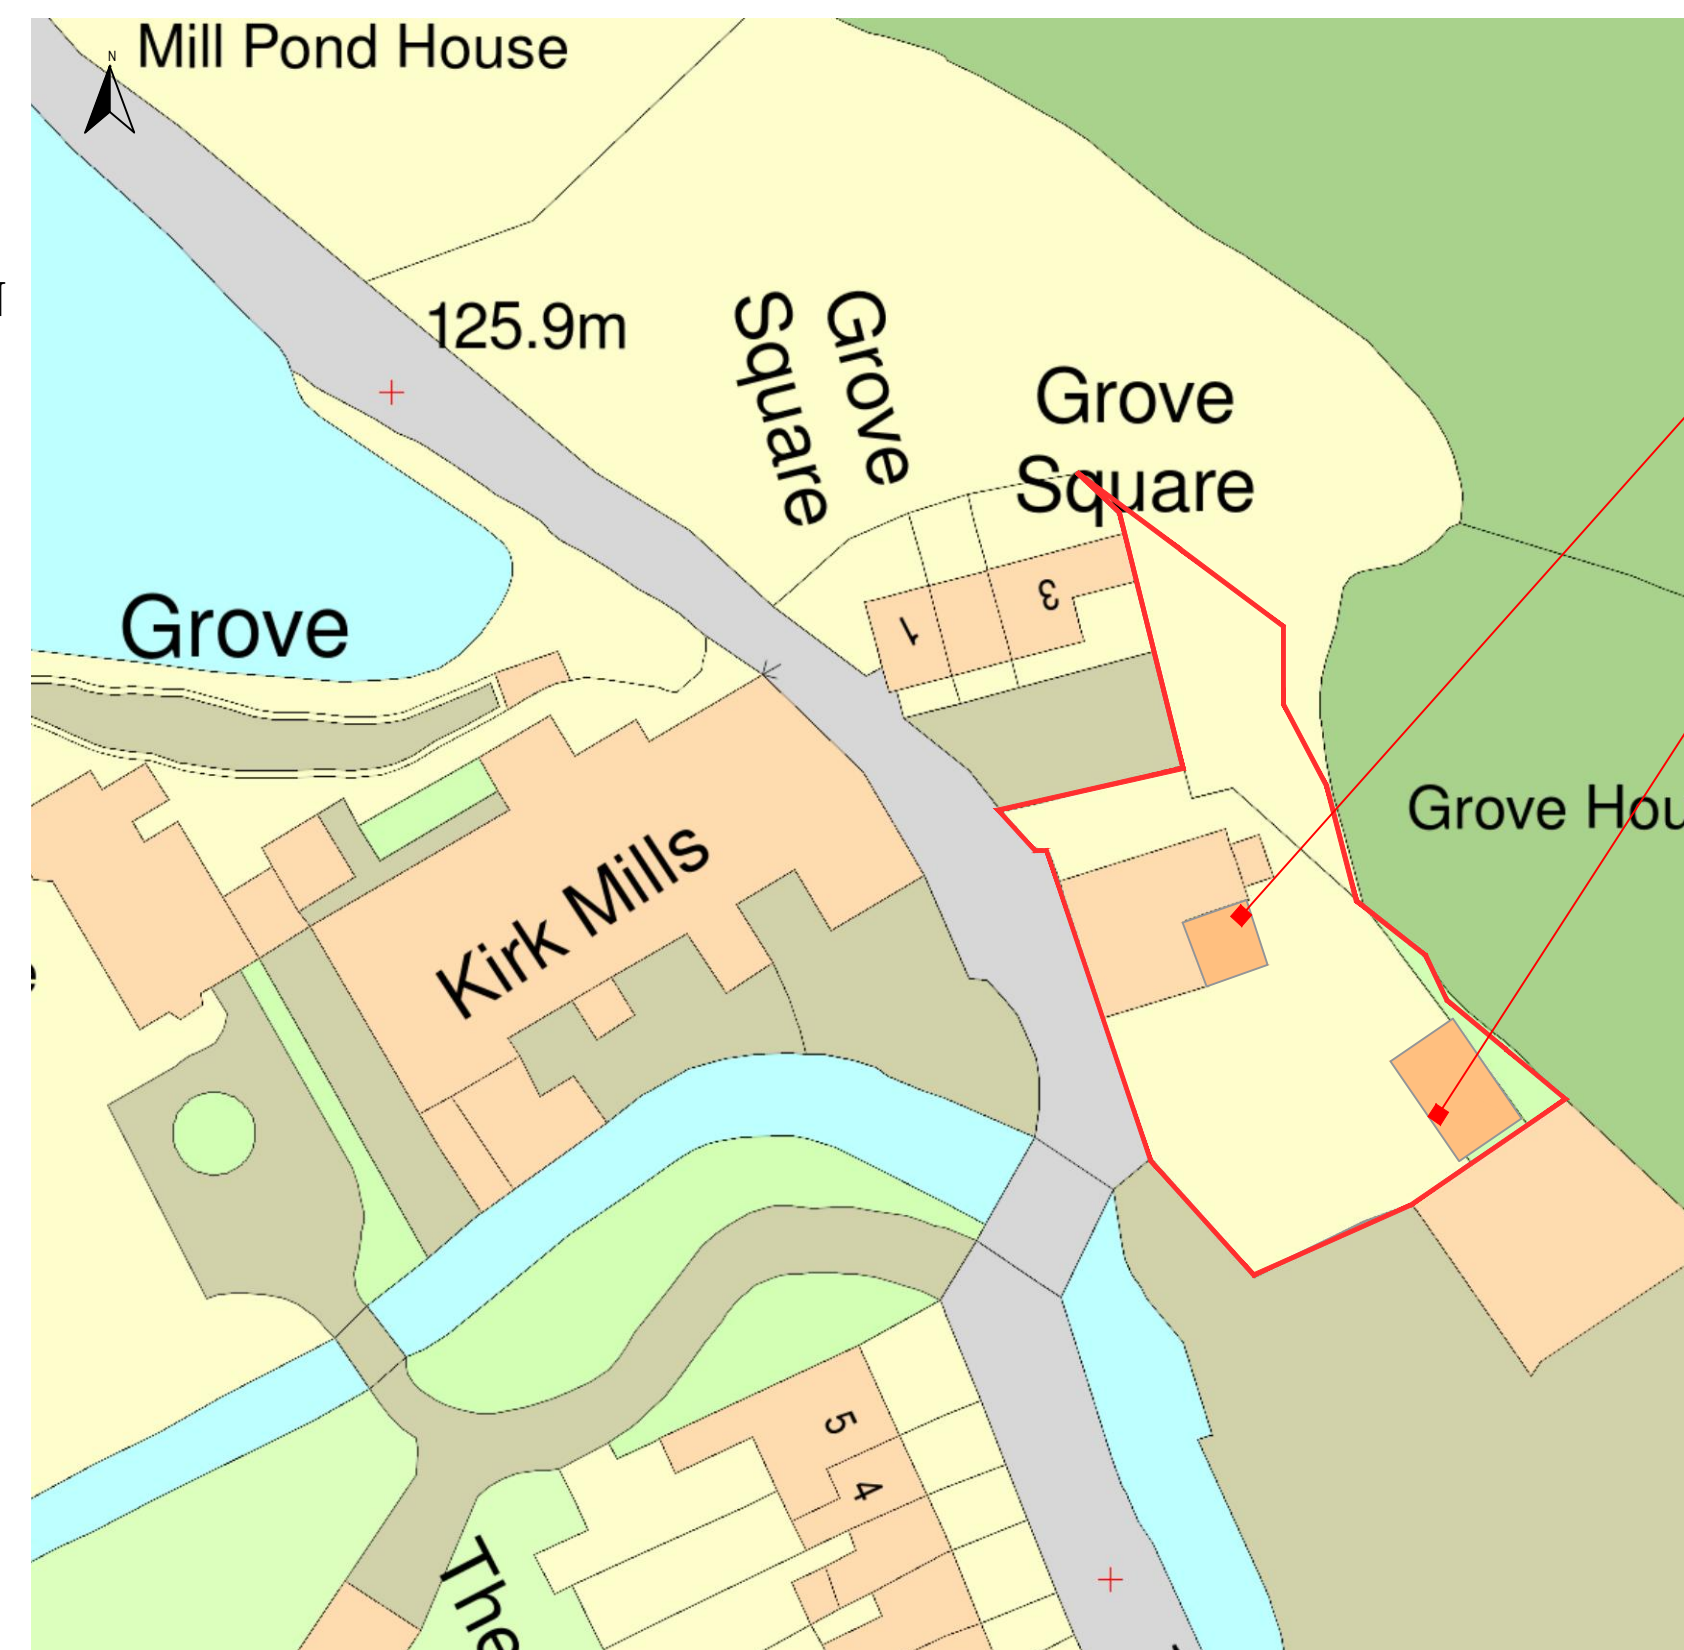 Mill Pond House
N
125.9m
Grove
Square
Grove
Square
Grove
1
3
Grove Hou
Kirk Mills
5
4
The